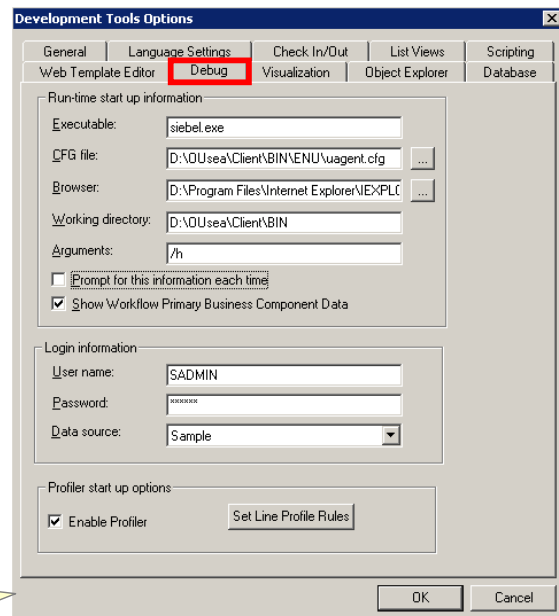 Development Tools Options
General Language Settings Check In/Out List Views Scripting
Web Template Editor Debug Visualization Object Explorer Database
Run-time start up information
Executable: siebel.exe
CFG file: D:\OUsea\Client\BIN\ENU\uagent.cfg ...
Browser: D:\Program Files\Internet Explorer\IEXPL( ...
Working directory: D:\OUsea\Client\BIN
Arguments: /h
Prompt for this information each time
Show Workflow Primary Business Component Data
Login information
User name: SADMIN
Password: ××××××
Data source: Sample
Profiler start up options
Enable Profiler Set Line Profile Rules
OK Cancel